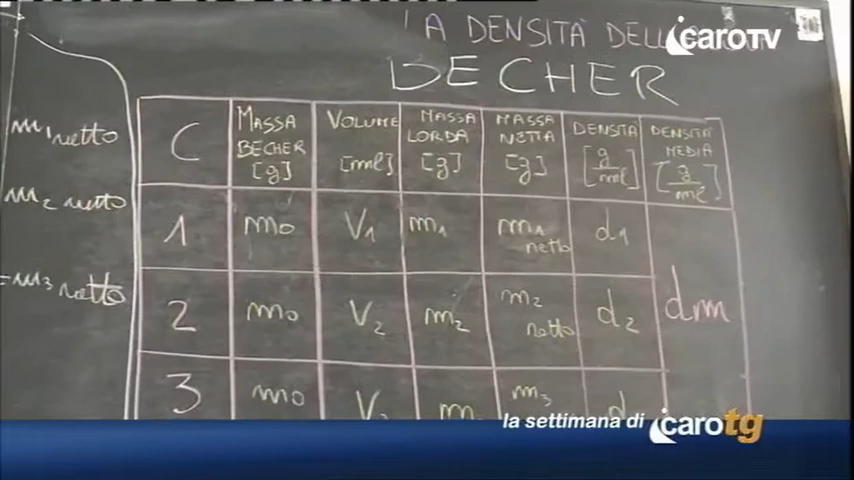 LA DENSITÀ
icaroTV
BECHER
C
MASSA BECHER [g]
VOLUME [ml]
MASSA LORDA [g]
MASSA NETTA [g]
DENSITÀ [g/ml]
DENSITÀ MEDIA [g/ml]
m1 netto
m2 netto
= m3 netto
1 m0 V1 m1 m1 netto d1
2 m0 V2 m2 m2 netto d2 dm
3 m0 m3
la settimana di icarotg